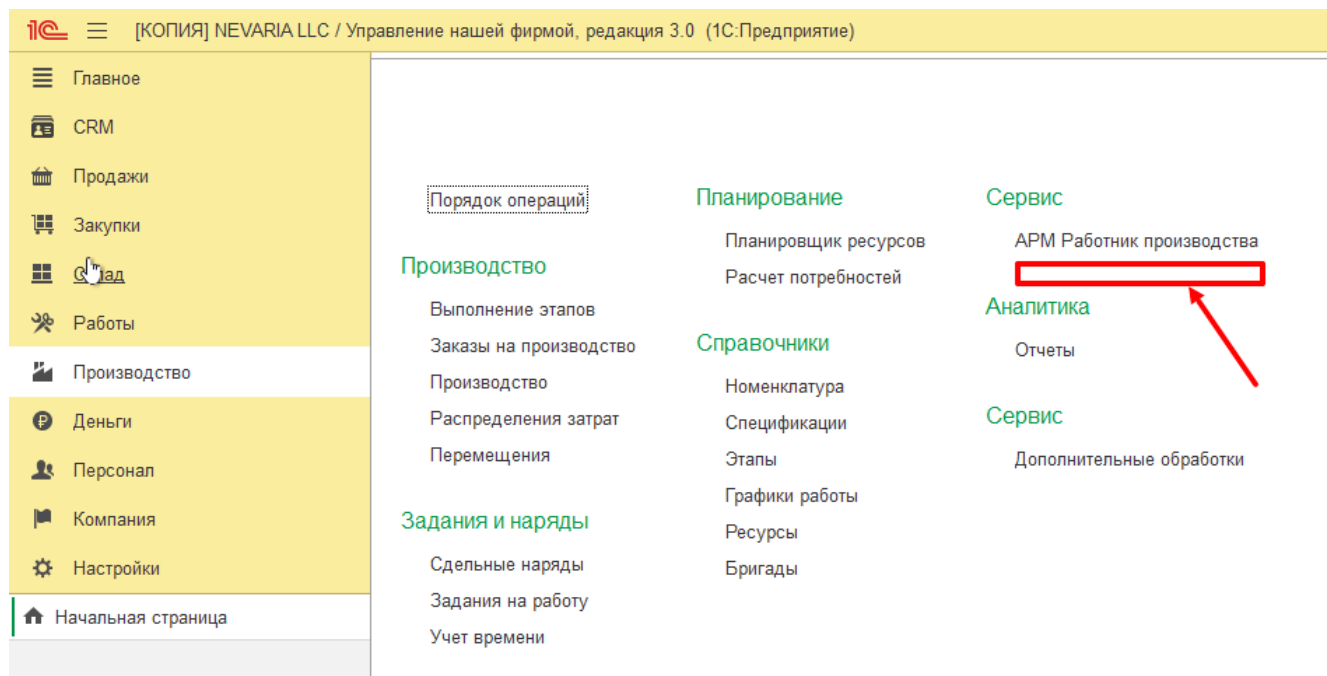 1С [КОПИЯ] NEVARIA LLC / Управление нашей фирмой, редакция 3.0 (1С:Предприятие)
Главное
CRM
Продажи
Закупки
Склад
Работы
Производство
Деньги
Персонал
Компания
Настройки
Начальная страница
Порядок операций
Производство
Выполнение этапов
Заказы на производство
Производство
Распределения затрат
Перемещения
Задания и наряды
Сдельные наряды
Задания на работу
Учет времени
Планирование
Планировщик ресурсов
Расчет потребностей
Справочники
Номенклатура
Спецификации
Этапы
Графики работы
Ресурсы
Бригады
Сервис
АРМ Работник производства
Аналитика
Отчеты
Сервис
Дополнительные обработки